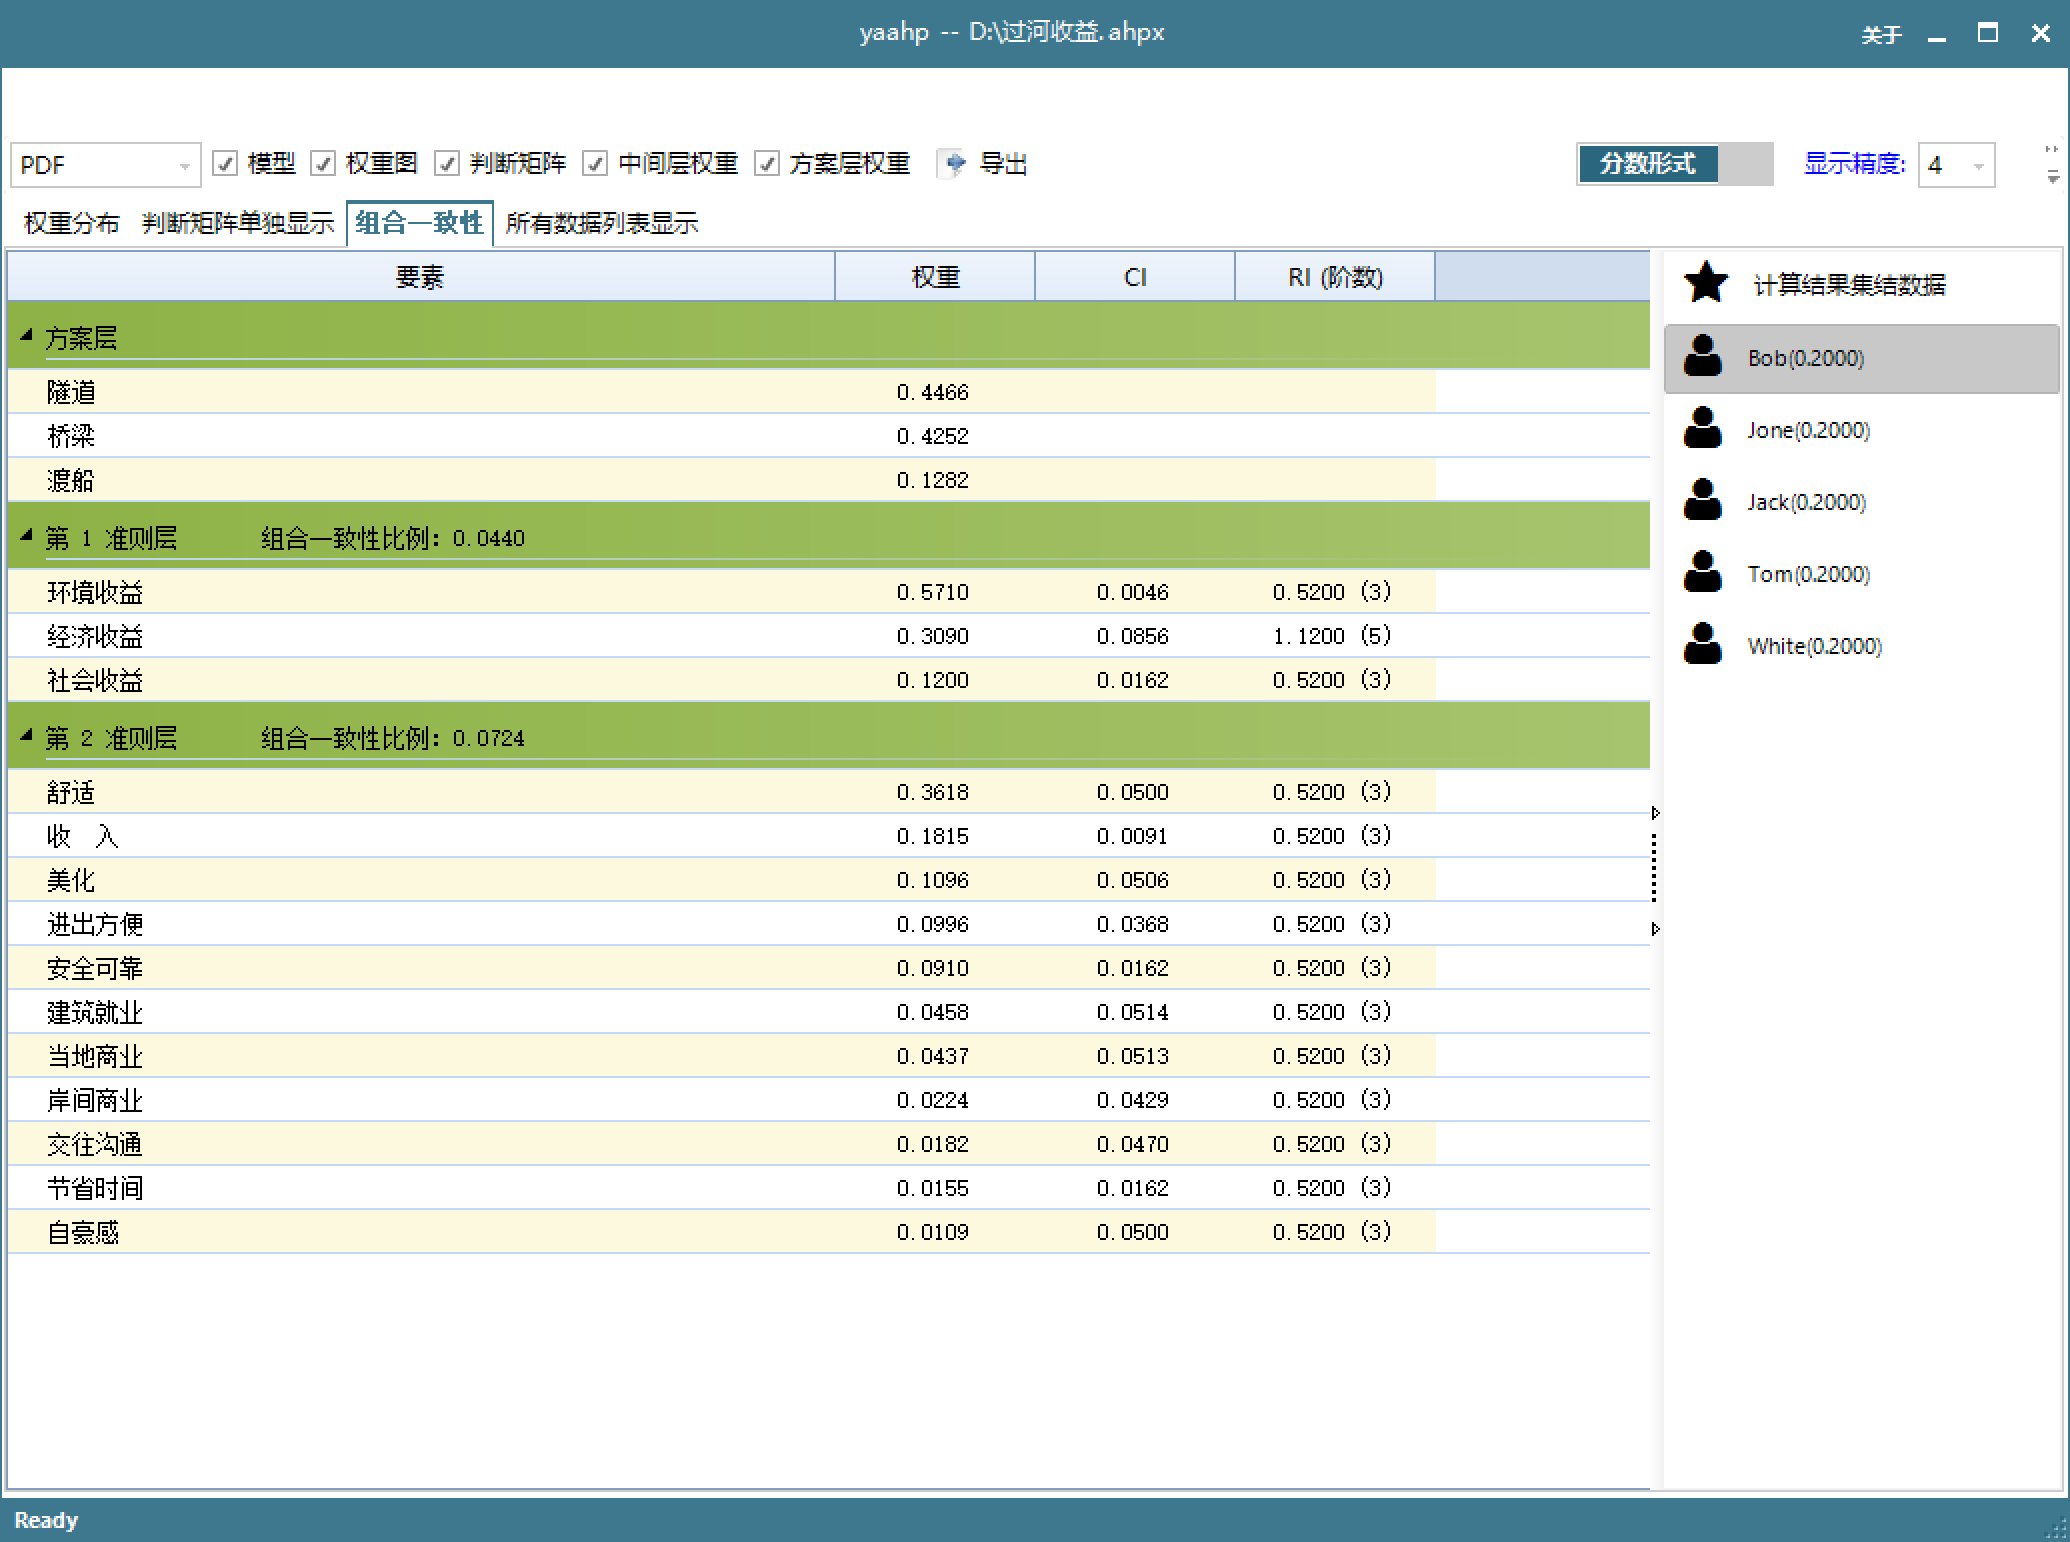 yaahp -- D:\过河收益.ahpx
关于
PDF 模型 权重图 判断矩阵 中间层权重 方案层权重 导出 分数形式 显示精度: 4
权重分布 判断矩阵单独显示 组合一致性 所有数据列表显示
要素 权重 CI RI (阶数)
方案层
隧道 0.4466
桥梁 0.4252
渡船 0.1282
第 1 准则层 组合一致性比例: 0.0440
环境收益 0.5710 0.0046 0.5200 (3)
经济收益 0.3090 0.0856 1.1200 (5)
社会收益 0.1200 0.0162 0.5200 (3)
第 2 准则层 组合一致性比例: 0.0724
舒适 0.3618 0.0500 0.5200 (3)
收 入 0.1815 0.0091 0.5200 (3)
美化 0.1096 0.0506 0.5200 (3)
进出方便 0.0996 0.0368 0.5200 (3)
安全可靠 0.0910 0.0162 0.5200 (3)
建筑就业 0.0458 0.0514 0.5200 (3)
当地商业 0.0437 0.0513 0.5200 (3)
岸间商业 0.0224 0.0429 0.5200 (3)
交往沟通 0.0182 0.0470 0.5200 (3)
节省时间 0.0155 0.0162 0.5200 (3)
自豪感 0.0109 0.0500 0.5200 (3)
计算结果集结数据
Bob(0.2000)
Jone(0.2000)
Jack(0.2000)
Tom(0.2000)
White(0.2000)
Ready